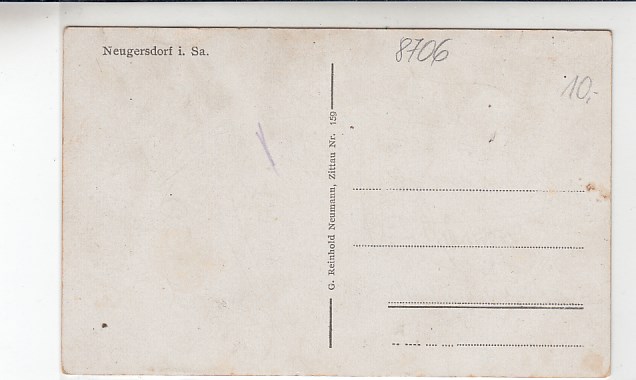 Neugersdorf i. Sa.
8706
10,-
G. Reinhold Neumann, Zittau Nr. 159